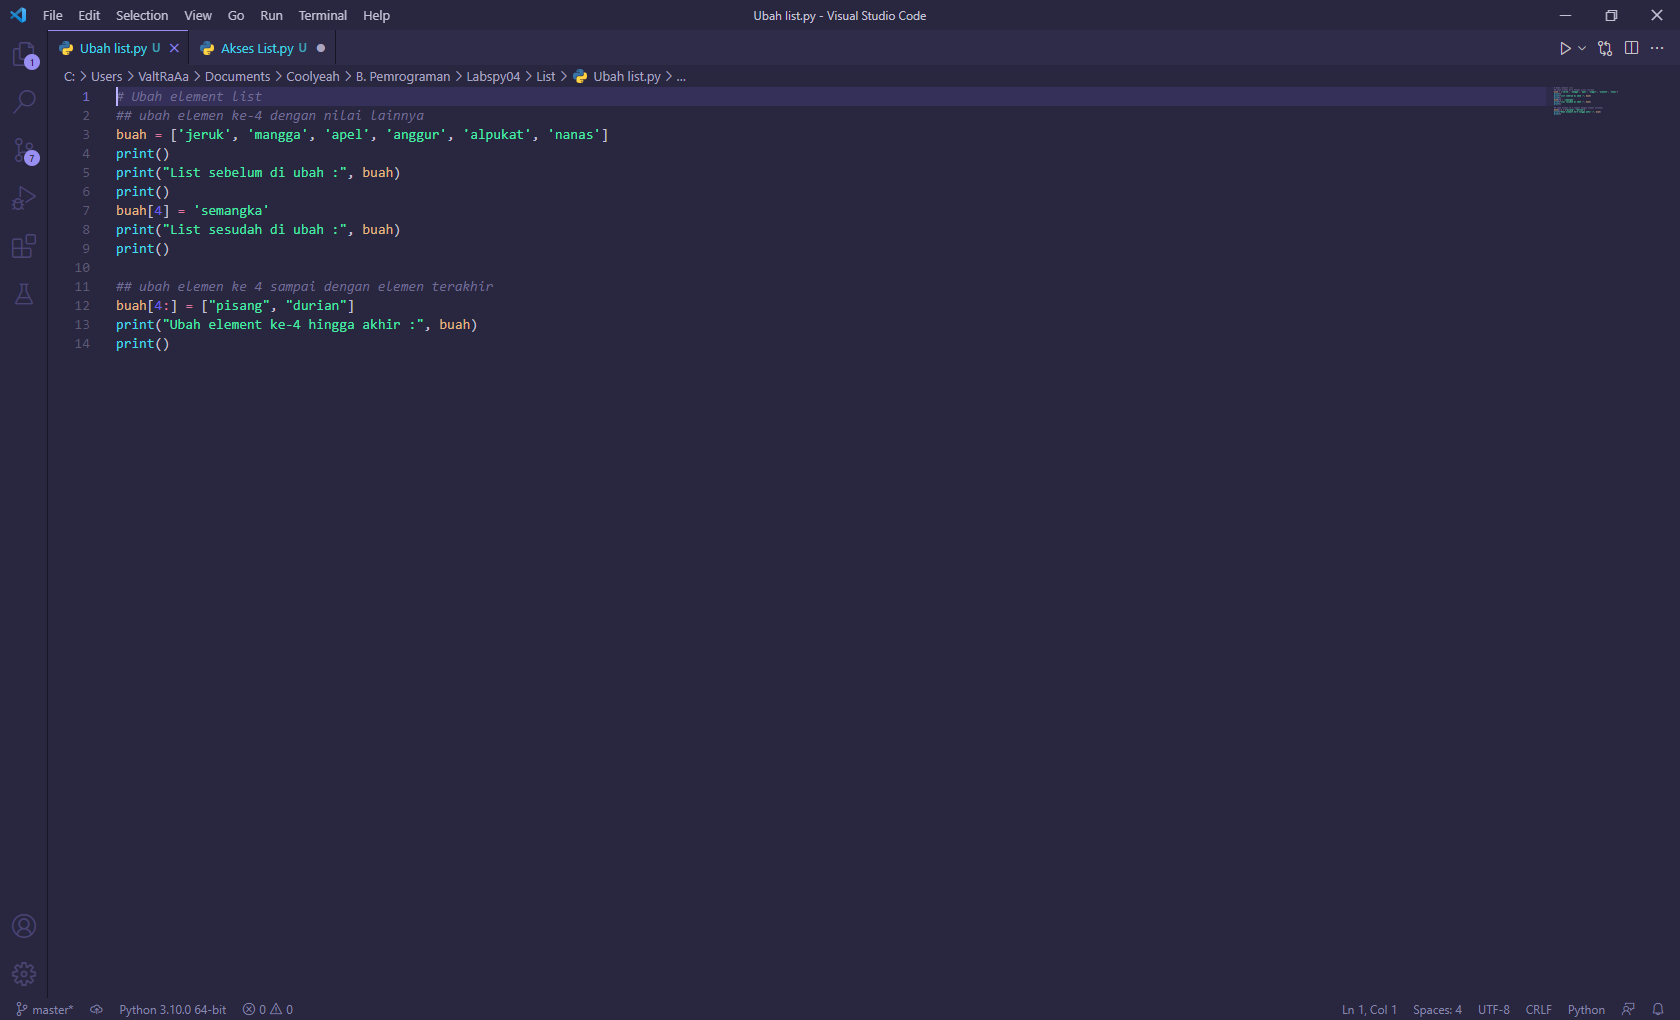 File Edit Selection View Go Run Terminal Help Ubah list.py - Visual Studio Code
Ubah list.py U Akses List.py U
C: > Users > ValtRaAa > Documents > Coolyeah > B. Pemrograman > Labspy04 > List > Ubah list.py > ...
1 # Ubah element list
2 ## ubah elemen ke-4 dengan nilai lainnya
3 buah = ['jeruk', 'mangga', 'apel', 'anggur', 'alpukat', 'nanas']
4 print()
5 print("List sebelum di ubah :", buah)
6 print()
7 buah[4] = 'semangka'
8 print("List sesudah di ubah :", buah)
9 print()
10
11 ## ubah elemen ke 4 sampai dengan elemen terakhir
12 buah[4:] = ["pisang", "durian"]
13 print("Ubah element ke-4 hingga akhir :", buah)
14 print()
1
7
master* Python 3.10.0 64-bit 0 0 Ln 1, Col 1 Spaces: 4 UTF-8 CRLF Python